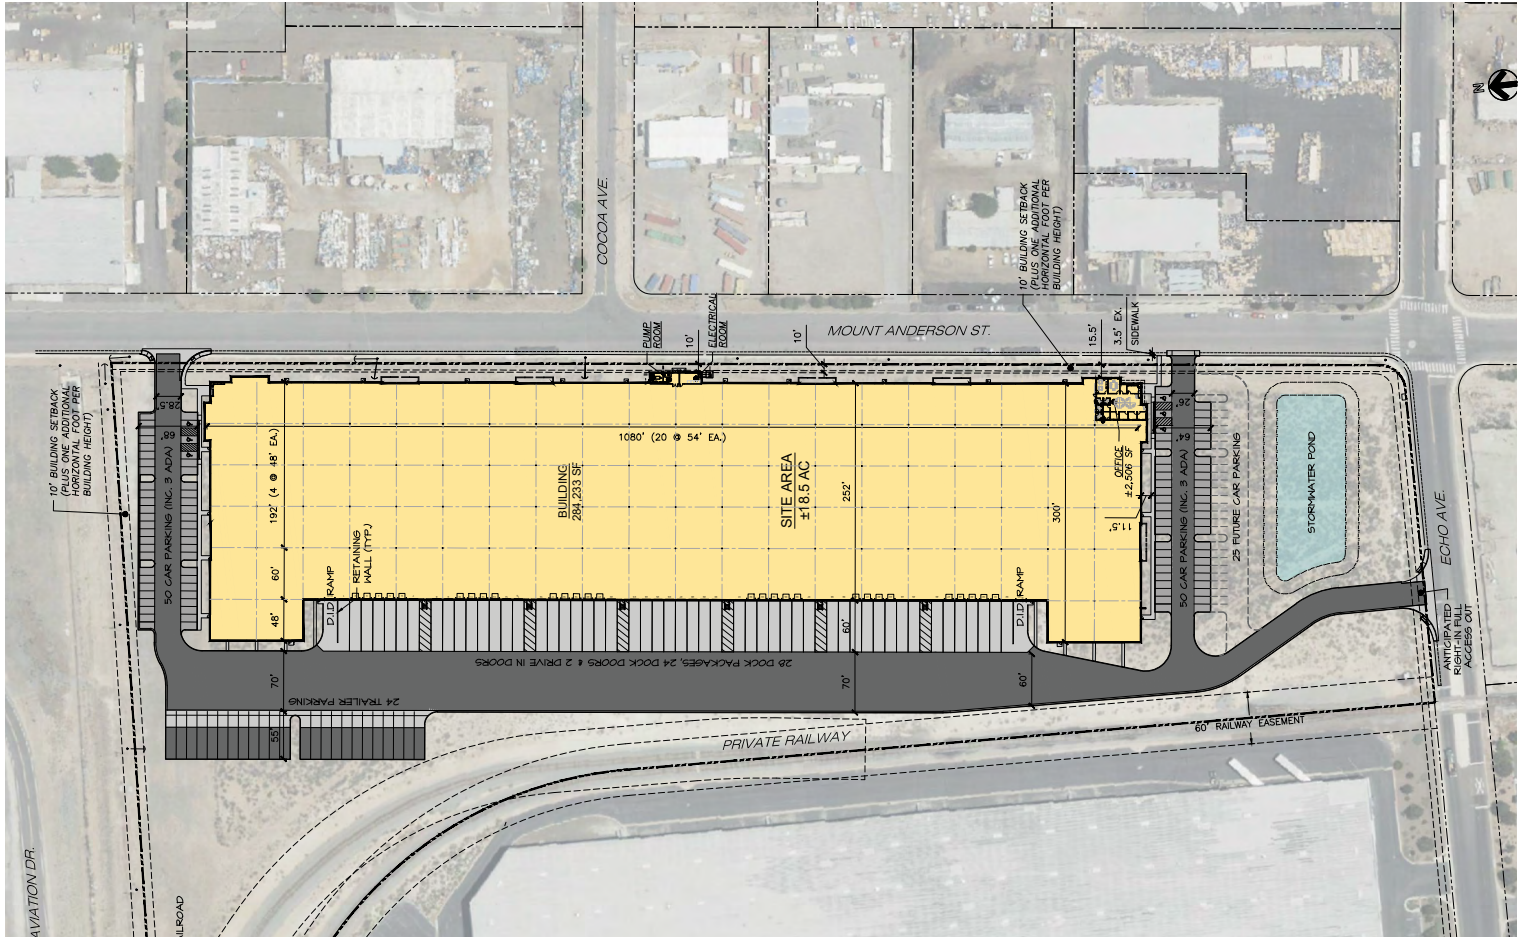 N
COCOA AVE.
10' BUILDING SETBACK
(PLUS ONE ADDITIONAL
HORIZONTAL FOOT PER
BUILDING HEIGHT)
PUMP
ROOM
10'
ELECTRICAL
ROOM
10'
MOUNT ANDERSON ST.
15.5'
3.5' EX.
SIDEWALK
10' BUILDING SETBACK
(PLUS ONE ADDITIONAL
HORIZONTAL FOOT PER
BUILDING HEIGHT)
28.5'
68'
50 CAR PARKING (INC. 3 ADA)
192' (4 @ 48' EA.)
60'
48'
1080' (20 @ 54' EA.)
BUILDING
284,233 SF
SITE AREA
±18.5 AC
252'
300'
OFFICE
±2,506 SF
11.5'
26'
64'
50 CAR PARKING (INC. 3 ADA)
25 FUTURE CAR PARKING
STORMWATER POND
ECHO AVE.
RETAINING
WALL (TYP.)
D.I.D. RAMP
D.I.D. RAMP
60'
28 DOCK PACKAGES, 24 DOCK DOORS & 2 DRIVE IN DOORS
70'
70'
60'
24 TRAILER PARKING
55'
ANTICIPATED
RIGHT-IN FULL
ACCESS OUT
PRIVATE RAILWAY
60' RAILWAY EASEMENT
AVIATION DR.
ILROAD